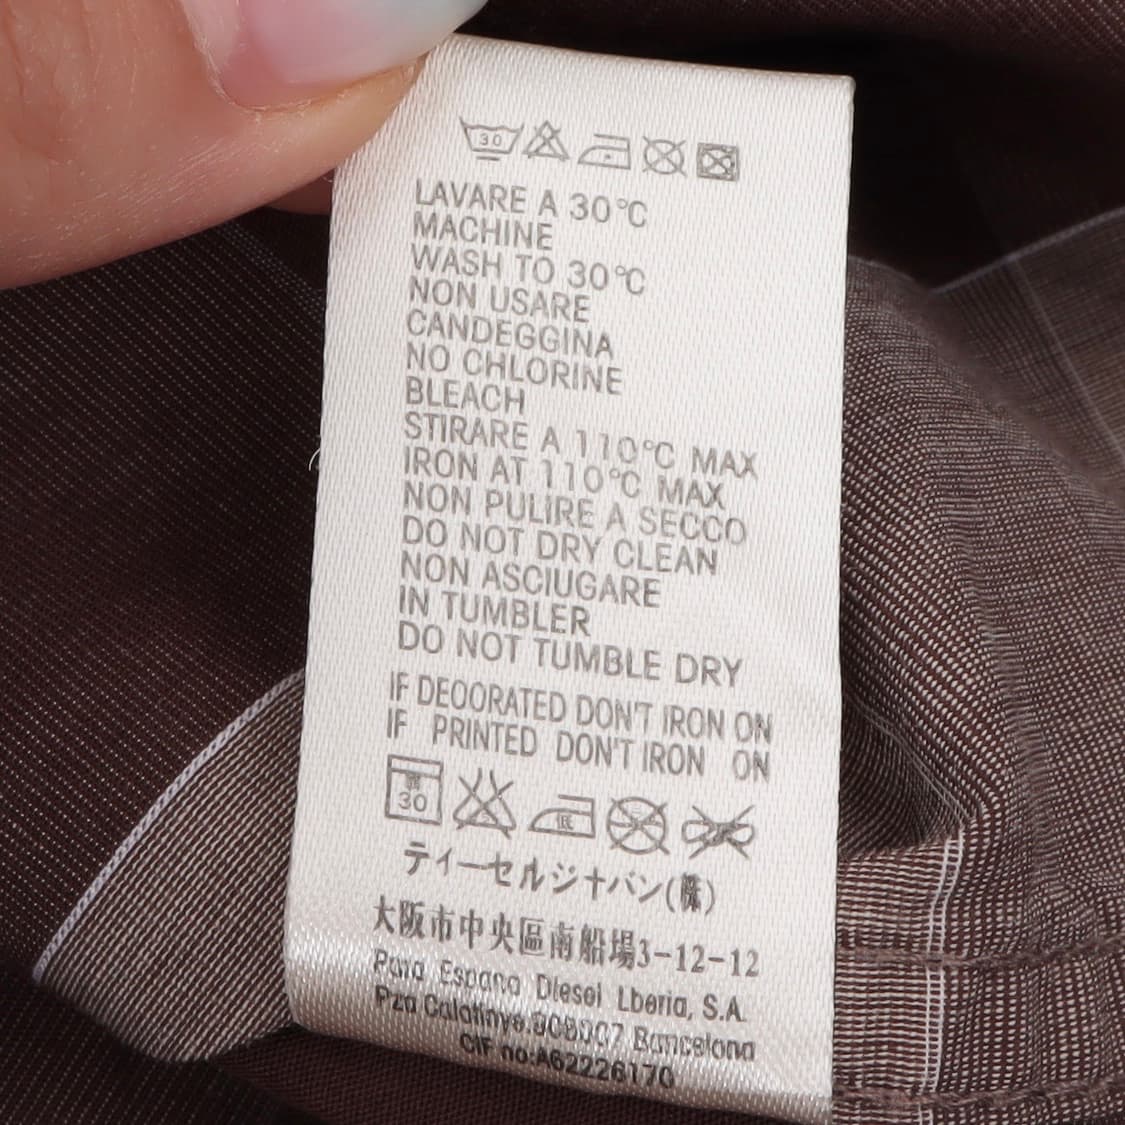 30
LAVARE A 30°C
MACHINE
WASH TO 30°C
NON USARE
CANDEGGINA
NO CHLORINE
BLEACH
STIRARE A 110°C MAX
IRON AT 110°C MAX
NON PULIRE A SECCO
DO NOT DRY CLEAN
NON ASCIUGARE
IN TUMBLER
DO NOT TUMBLE DRY
IF DEOORATED DON'T IRON ON
IF PRINTED DON'T IRON ON
30 低
ティーセルジャパン(株)
大阪市中央區南船場3-12-12
Para Espana Diesel Lberia, S.A.
Pza Calatinye.908007 Bancelona
CIF no:A62226170